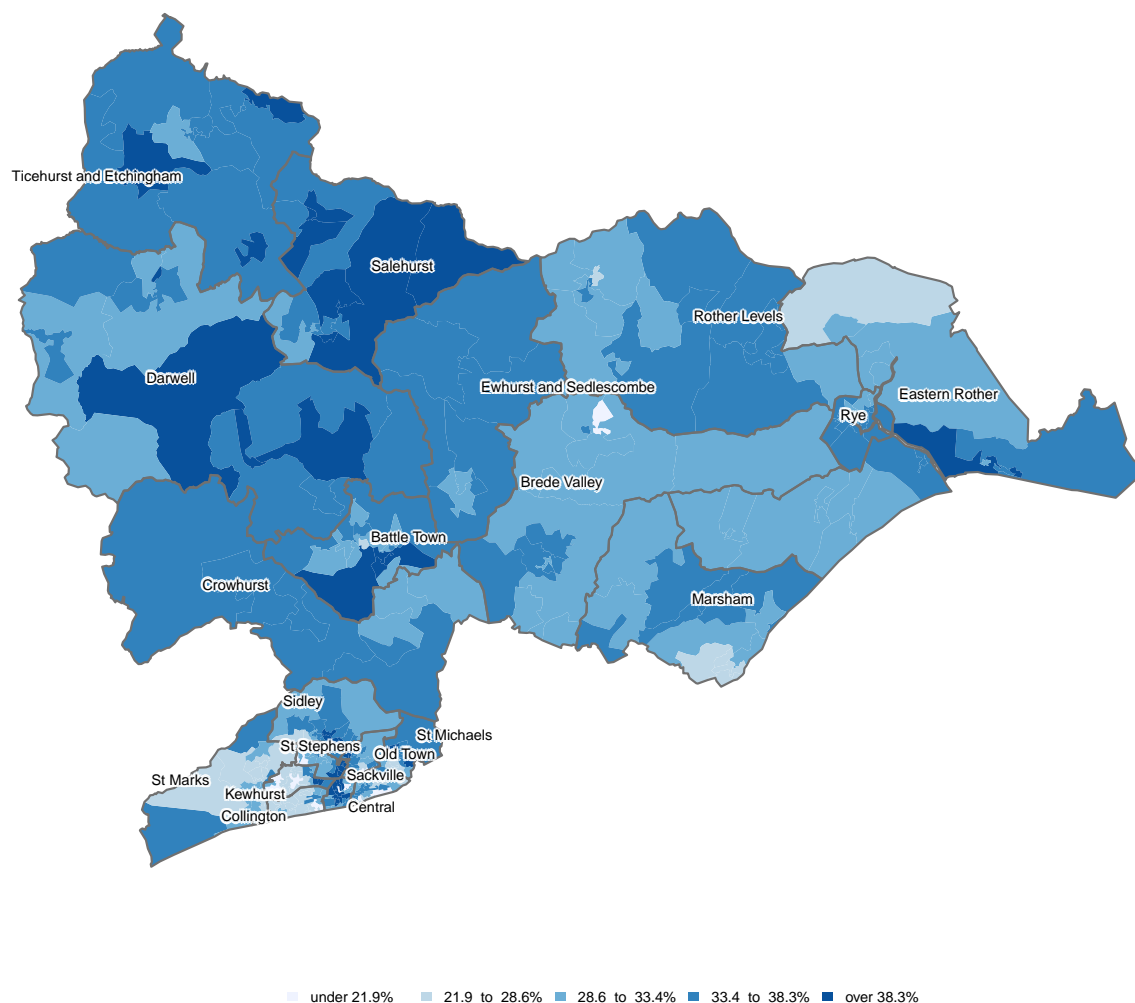 Ticehurst and Etchingham
Salehurst
Rother Levels
Darwell
Ewhurst and Sedlescombe
Eastern Rother
Rye
Brede Valley
Battle Town
Crowhurst
Marsham
Sidley
St Michaels
St Stephens
Old Town
St Marks
Sackville
Kewhurst
Central
Collington
under 21.9% 21.9 to 28.6% 28.6 to 33.4% 33.4 to 38.3% over 38.3%